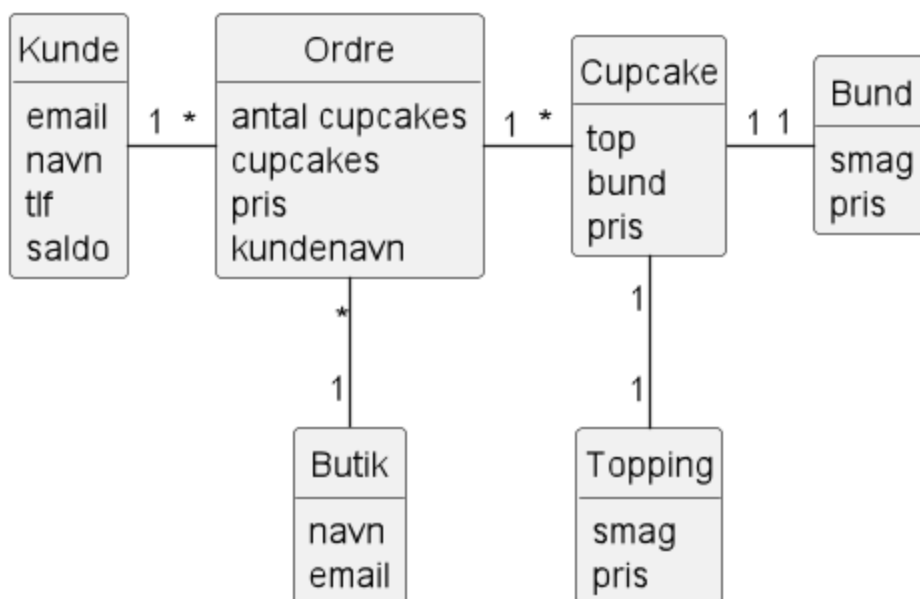 Kunde
email
navn
tlf
saldo
1 *
Ordre
antal cupcakes
cupcakes
pris
kundenavn
1 *
Cupcake
top
bund
pris
1 1
Bund
smag
pris
*
1
Butik
navn
email
1
1
Topping
smag
pris